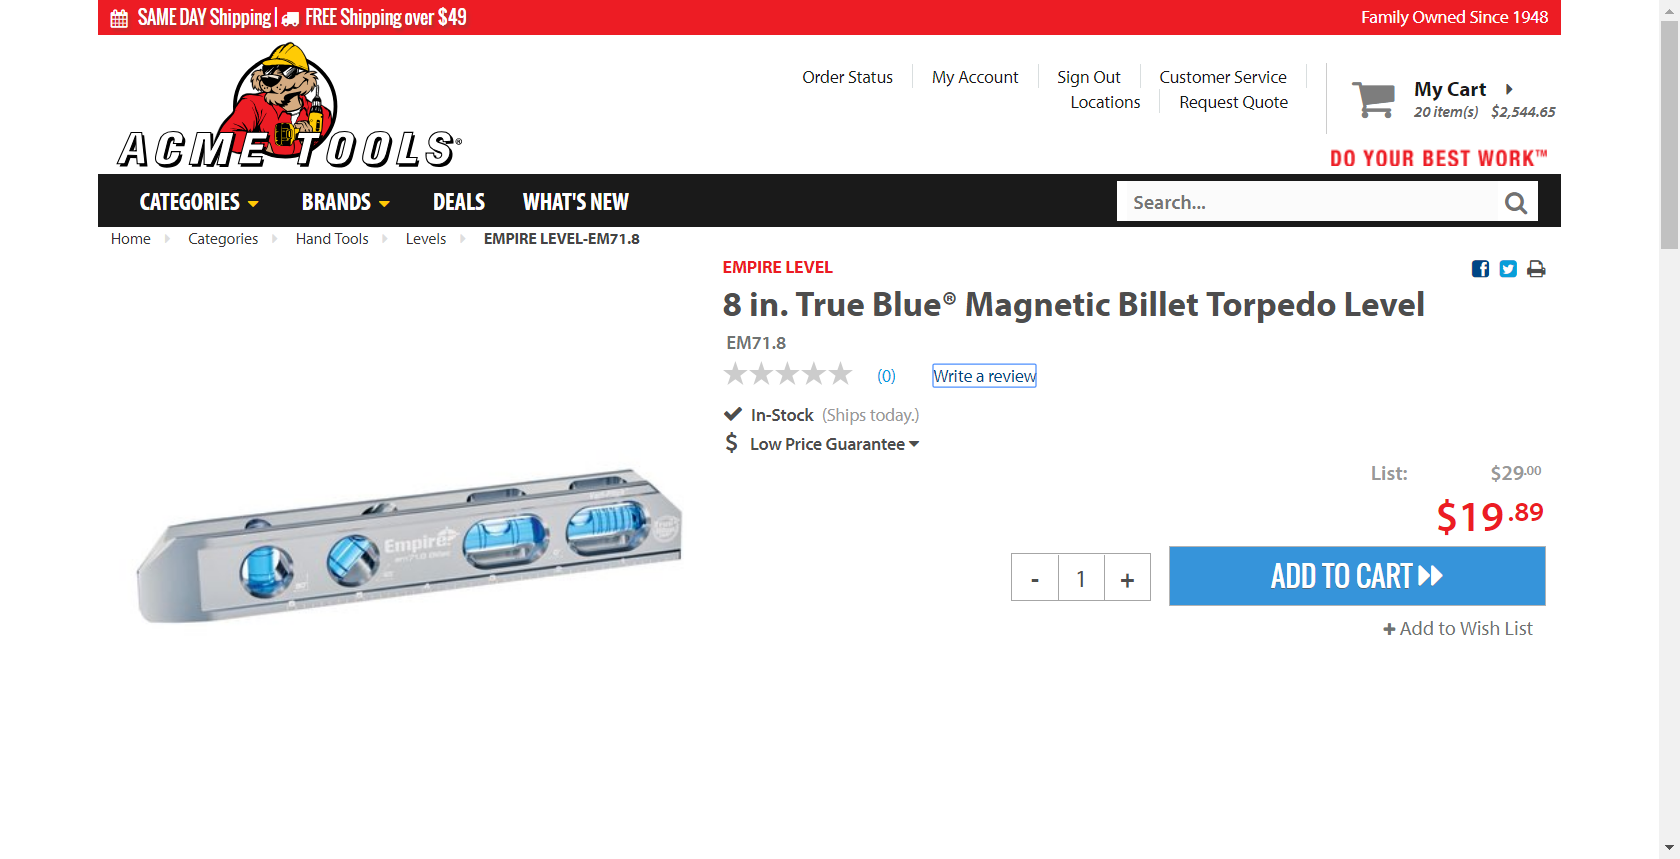 SAME DAY Shipping | FREE Shipping over $49
Family Owned Since 1948
ACME TOOLS®
Order Status
My Account
Sign Out
Customer Service
Locations
Request Quote
My Cart
20 item(s) $2,544.65
DO YOUR BEST WORK™
CATEGORIES
BRANDS
DEALS
WHAT'S NEW
Search...
Home
Categories
Hand Tools
Levels
EMPIRE LEVEL-EM71.8
EMPIRE LEVEL
8 in. True Blue® Magnetic Billet Torpedo Level
EM71.8
(0)
Write a review
In-Stock (Ships today.)
$ Low Price Guarantee
List: $29.00
$19.89
- 1 +
ADD TO CART
+ Add to Wish List
Empire